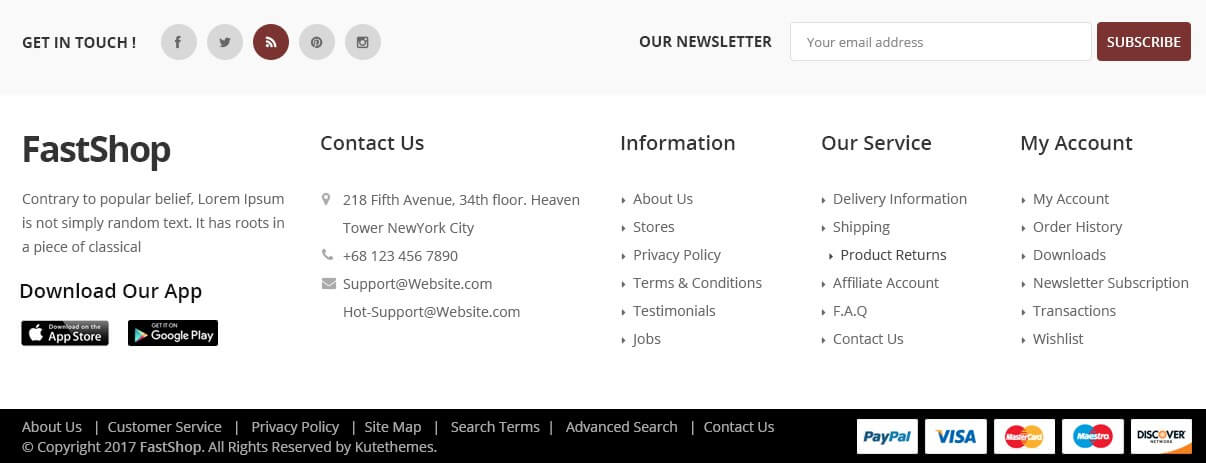 GET IN TOUCH !
OUR NEWSLETTER
Your email address
SUBSCRIBE
FastShop
Contrary to popular belief, Lorem Ipsum
is not simply random text. It has roots in
a piece of classical
Download Our App
Download on the
App Store
GET IT ON
Google Play
Contact Us
218 Fifth Avenue, 34th floor. Heaven
Tower NewYork City
+68 123 456 7890
Support@Website.com
Hot-Support@Website.com
Information
About Us
Stores
Privacy Policy
Terms & Conditions
Testimonials
Jobs
Our Service
Delivery Information
Shipping
Product Returns
Affiliate Account
F.A.Q
Contact Us
My Account
My Account
Order History
Downloads
Newsletter Subscription
Transactions
Wishlist
About Us | Customer Service | Privacy Policy | Site Map | Search Terms | Advanced Search | Contact Us
© Copyright 2017 FastShop. All Rights Reserved by Kutethemes.
PayPal
VISA
MasterCard
Maestro
DISCOVER
NETWORK